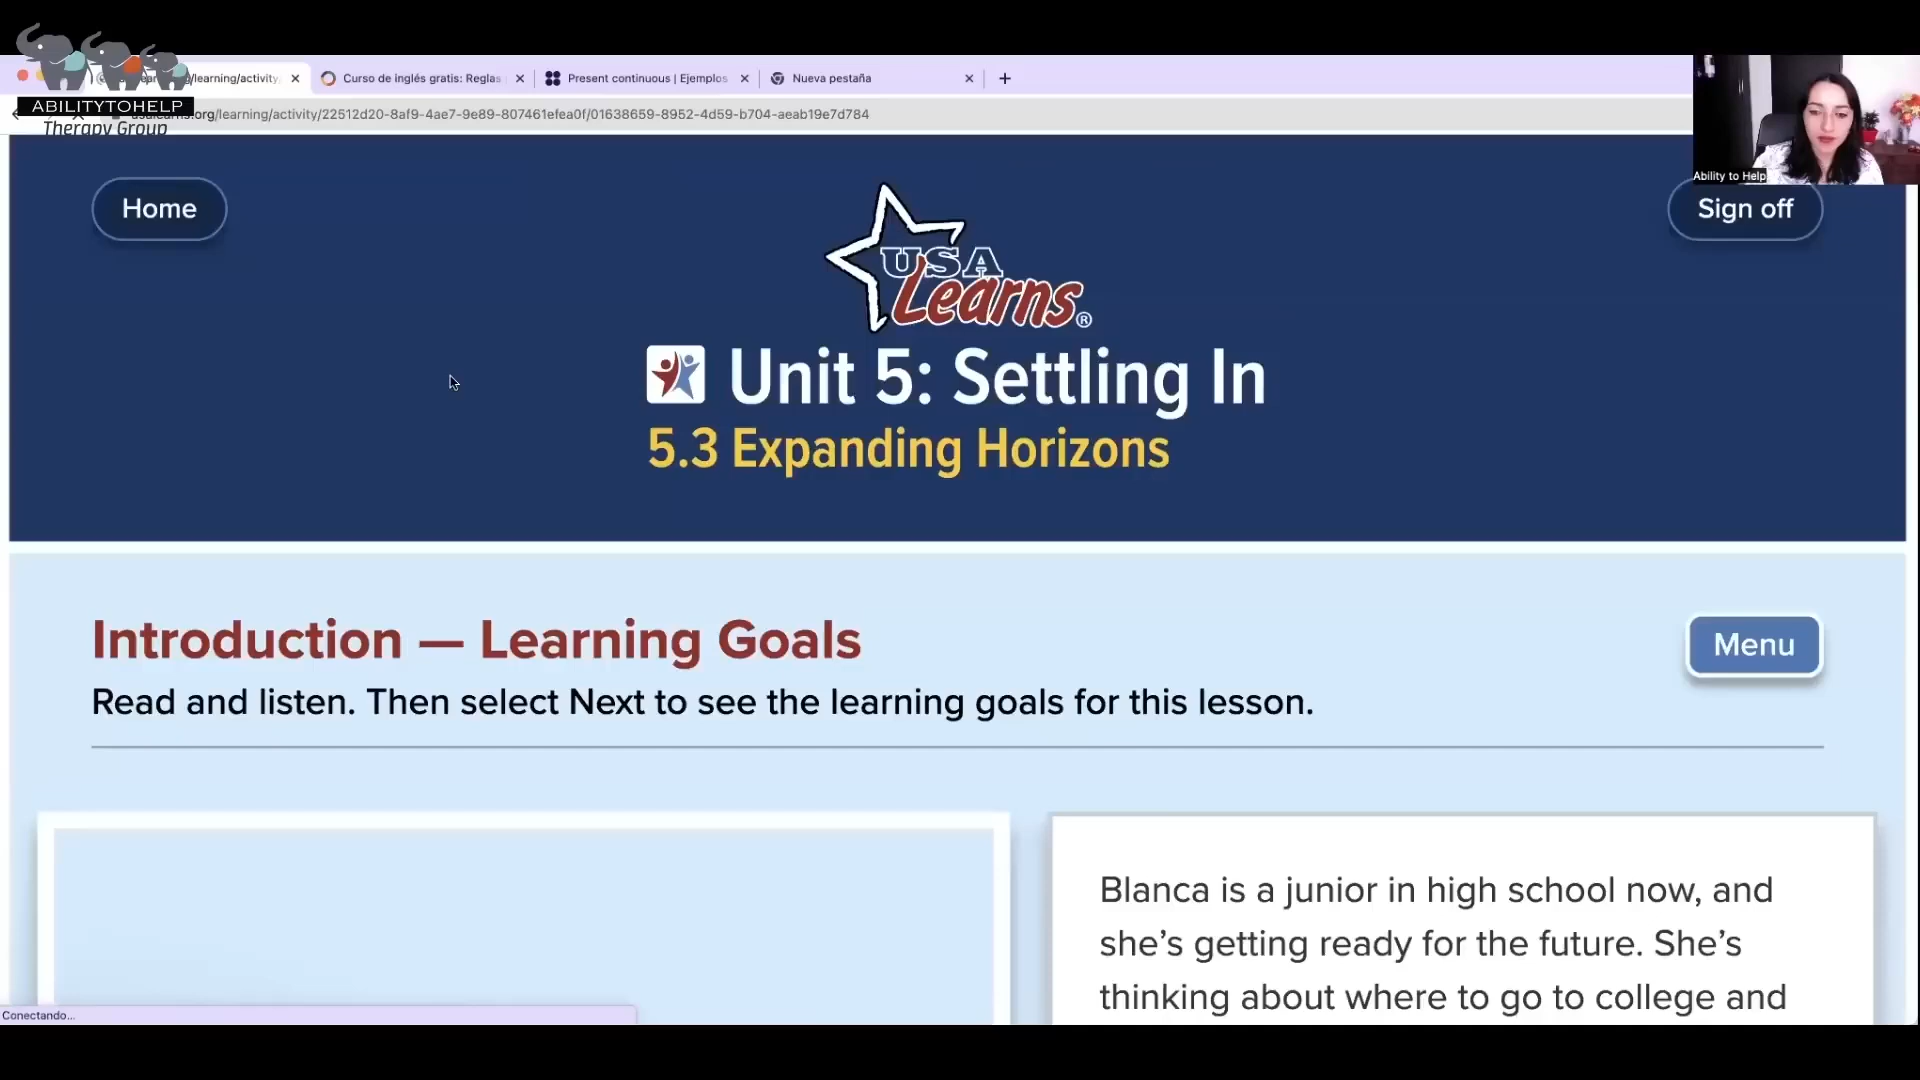 ABILITYTOHELP
Therapy Group
/learning/activity
Curso de inglés gratis: Reglas
Present continuous | Ejemplos
Nueva pestaña
.org/learning/activity/22512d20-8af9-4ae7-9e89-807461efea0f/01638659-8952-4d59-b704-aeab19e7d784
Ability to Help
Home
Sign off
USA
Learns®
Unit 5: Settling In
5.3 Expanding Horizons
Introduction — Learning Goals
Menu
Read and listen. Then select Next to see the learning goals for this lesson.
Blanca is a junior in high school now, and
she’s getting ready for the future. She’s
thinking about where to go to college and
Conectando...